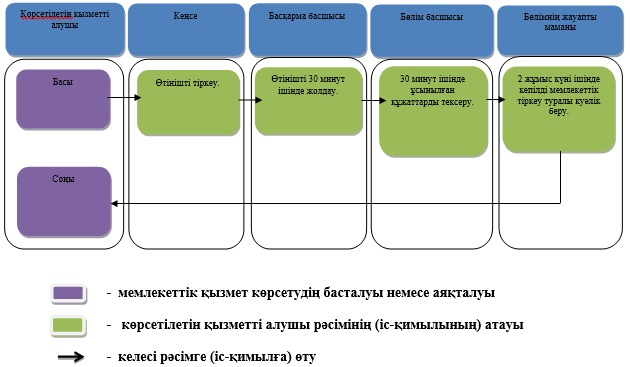 Көрсетілетін қызметті
алушы
Кеңсе
Басқарма басшысы
Бөлім басшысы
Бөлімнің жауапты
маманы
Басы
Өтінішті тіркеу.
Өтінішті 30 минут
ішінде жолдау.
30 минут ішінде
ұсынылған
құжаттарды тексеру.
2 жұмыс күні ішінде
кепілді мемлекеттік
тіркеу туралы куәлік
беру.
Соңы
- мемлекеттік қызмет көрсетудің басталуы немесе аяқталуы
- көрсетілетін қызметті алушы рәсімінің (іс-қимылының) атауы
- келесі рәсімге (іс-қимылға) өту